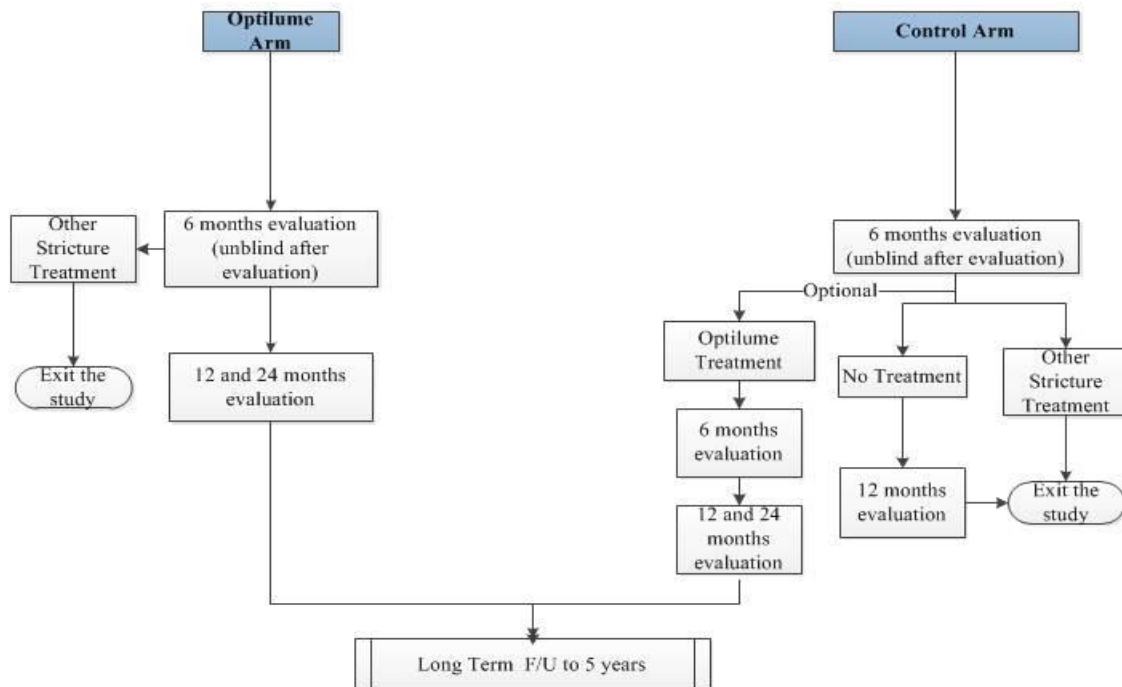 Optilume
Arm
Control Arm
Other
Stricture
Treatment
6 months evaluation
(unblind after
evaluation)
6 months evaluation
(unblind after evaluation)
Optional
Exit the
study
12 and 24 months
evaluation
Optilume
Treatment
No Treatment
Other
Stricture
Treatment
6 months
evaluation
12 months
evaluation
Exit the
study
12 and 24
months
evaluation
Long Term F/U to 5 years